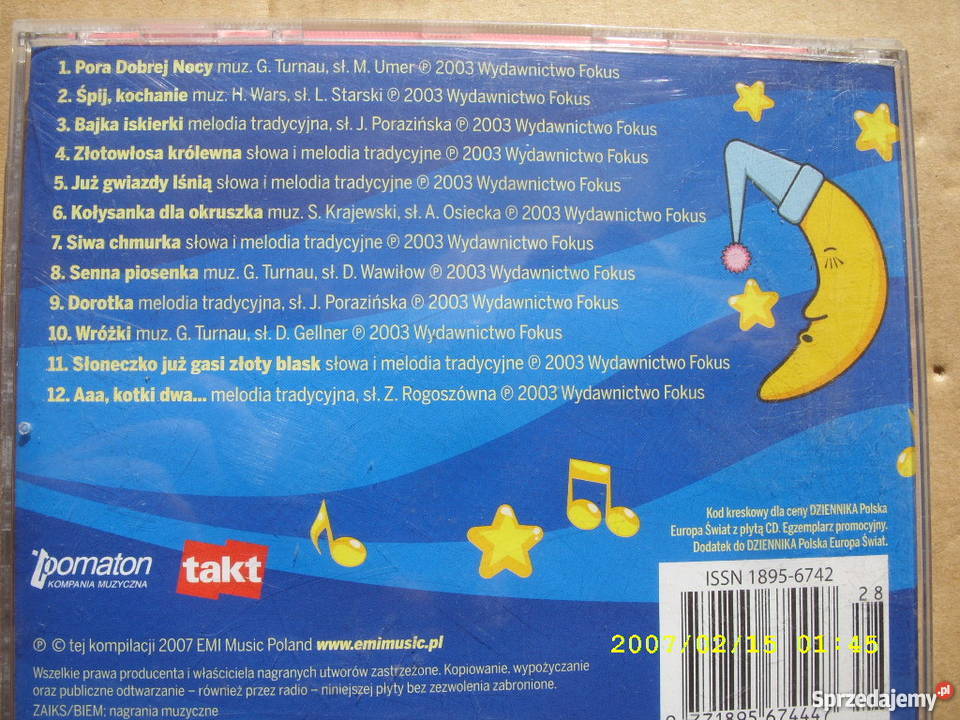 1. Pora Dobrej Nocy muz. G. Turnau, sł. M. Umer ℗ 2003 Wydawnictwo Fokus
2. Śpij, kochanie muz. H. Wars, sł. L. Starski ℗ 2003 Wydawnictwo Fokus
3. Bajka iskierki melodia tradycyjna, sł. J. Porazińska ℗ 2003 Wydawnictwo Fokus
4. Złotowłosa królewna słowa i melodia tradycyjne ℗ 2003 Wydawnictwo Fokus
5. Już gwiazdy lśnią słowa i melodia tradycyjne ℗ 2003 Wydawnictwo Fokus
6. Kołysanka dla okruszka muz. S. Krajewski, sł. A. Osiecka ℗ 2003 Wydawnictwo Fokus
7. Siwa chmurka słowa i melodia tradycyjne ℗ 2003 Wydawnictwo Fokus
8. Senna piosenka muz. G. Turnau, sł. D. Wawiłow ℗ 2003 Wydawnictwo Fokus
9. Dorotka melodia tradycyjna, sł. J. Porazińska ℗ 2003 Wydawnictwo Fokus
10. Wróżki muz. G. Turnau, sł. D. Gellner ℗ 2003 Wydawnictwo Fokus
11. Słoneczko już gasi złoty blask słowa i melodia tradycyjne ℗ 2003 Wydawnictwo Fokus
12. Aaa, kotki dwa... melodia tradycyjna, sł. Z. Rogoszówna ℗ 2003 Wydawnictwo Fokus
Kod kreskowy dla ceny DZIENNIKA Polska
Europa Świat z płytą CD. Egzemplarz promocyjny.
Dodatek do DZIENNIKA Polska Europa Świat.
pomaton
KOMPANIA MUZYCZNA
takt
ISSN 1895-6742
28
℗ © tej kompilacji 2007 EMI Music Poland www.emimusic.pl
2007/02/15 01:45
Wszelkie prawa producenta i właściciela nagranych utworów zastrzeżone. Kopiowanie, wypożyczanie
oraz publiczne odtwarzanie – również przez radio – niniejszej płyty bez zezwolenia zabronione.
ZAIKS/BIEM; nagrania muzyczne
9 771895 674447
Sprzedajemy.pl